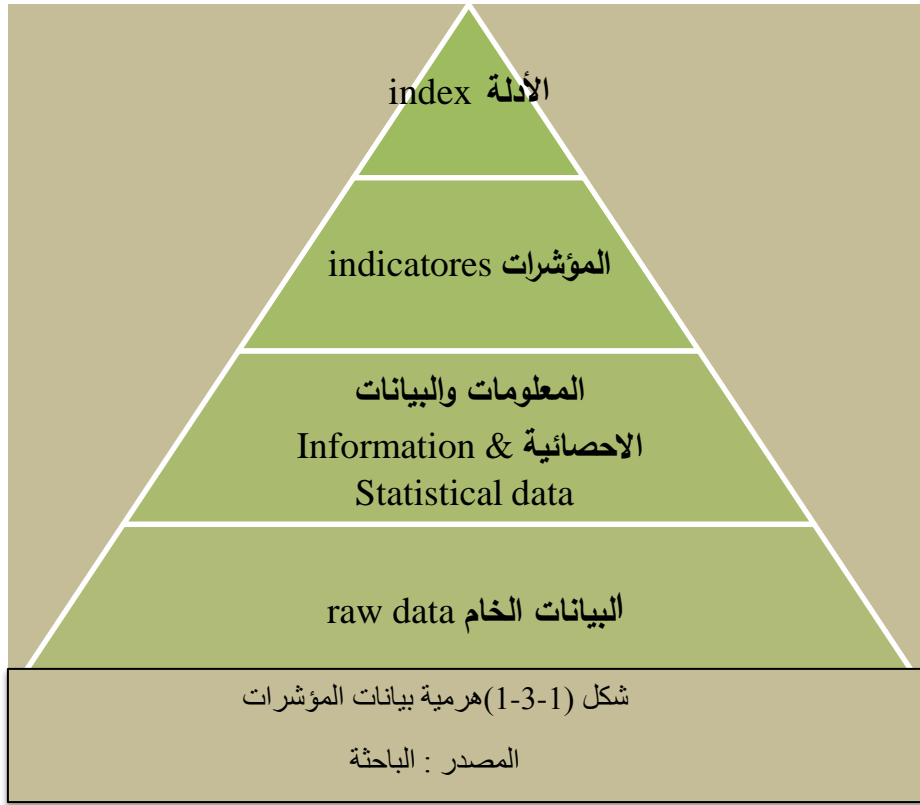 الأدلة index
المؤشرات indicatores
المعلومات والبيانات
الاحصائية Information &
Statistical data
البيانات الخام raw data
شكل (1-3-1)هرمية بيانات المؤشرات
المصدر : الباحثة